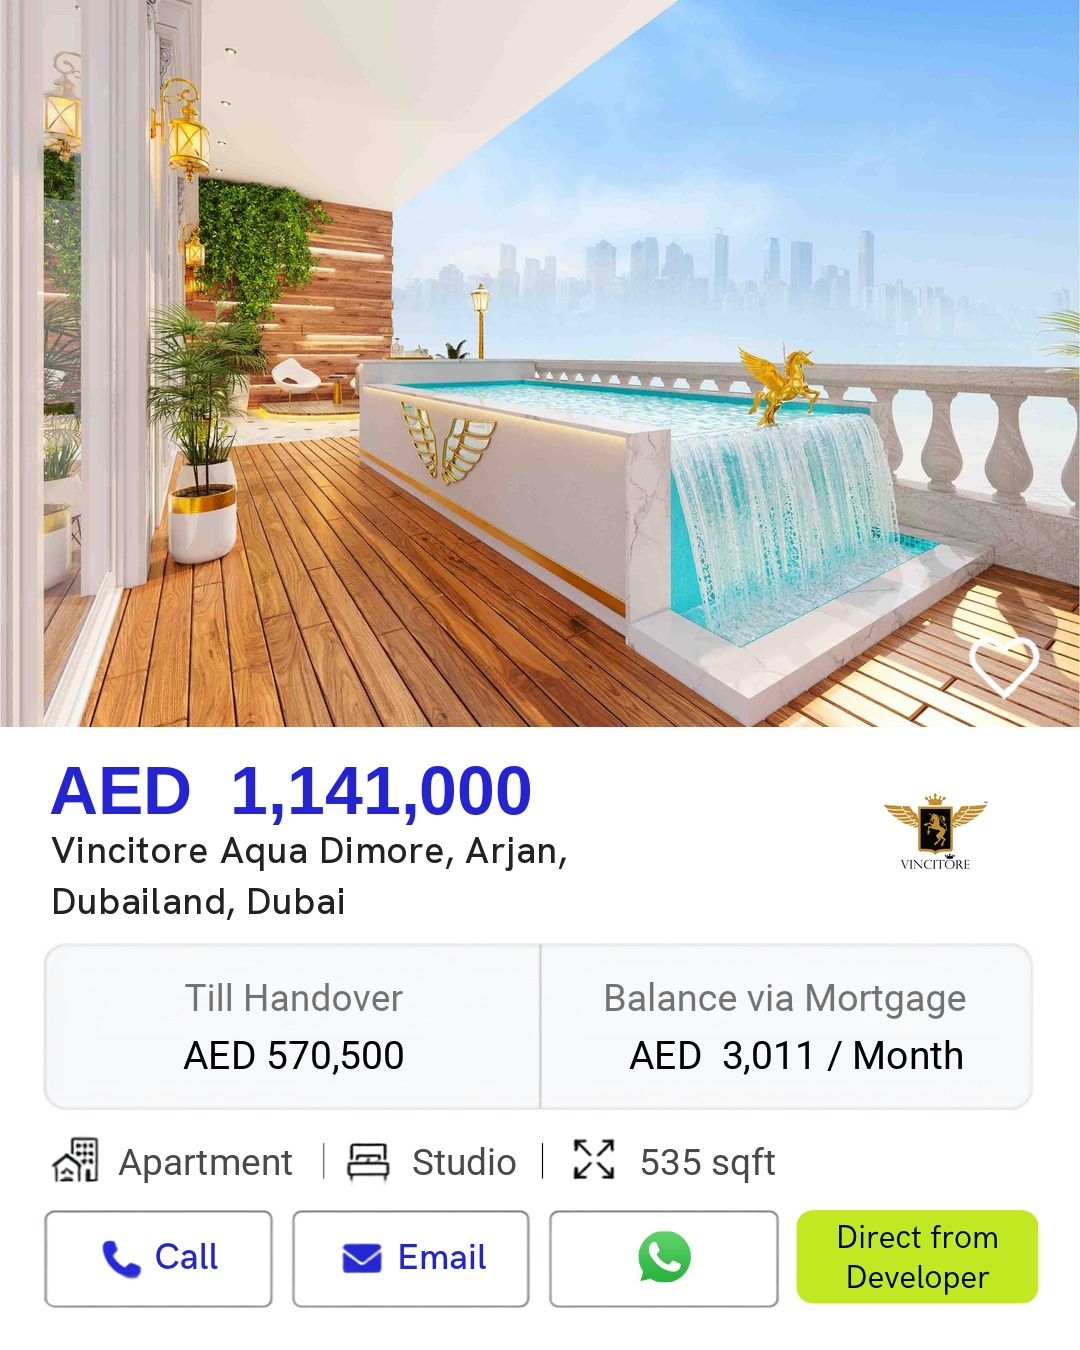 AED 1,141,000
Vincitore Aqua Dimore, Arjan,
Dubailand, Dubai
VINCITORE
Till Handover
AED 570,500
Balance via Mortgage
AED 3,011 / Month
Apartment
Studio
535 sqft
Call
Email
Direct from
Developer